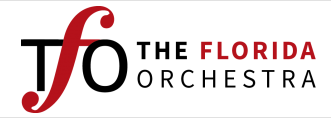 TfO
THE FLORIDA
ORCHESTRA